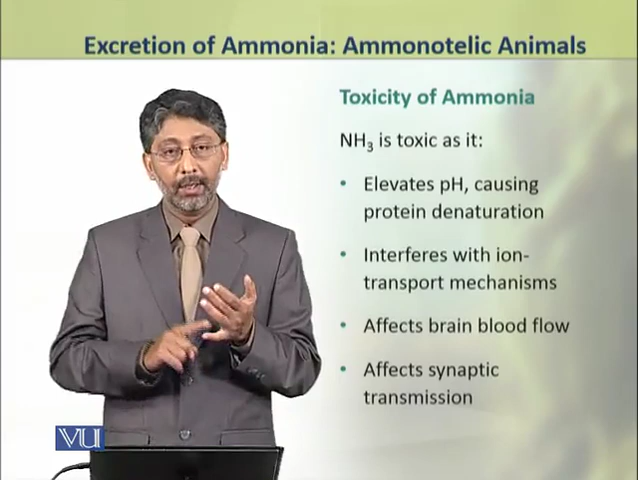 Excretion of Ammonia: Ammonotelic Animals
Toxicity of Ammonia
NH₃ is toxic as it:
• Elevates pH, causing
protein denaturation
• Interferes with ion-
transport mechanisms
• Affects brain blood flow
• Affects synaptic
transmission
VU